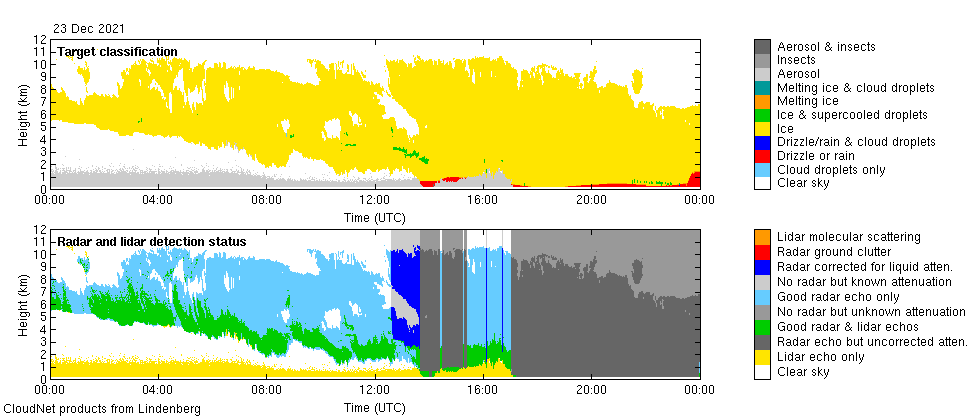 23 Dec 2021
Target classification
12
11
10
9
8
7
6
5
4
3
2
1
0
Height (km)
00:00 04:00 08:00 12:00 16:00 20:00 00:00
Time (UTC)
Aerosol & insects
Insects
Aerosol
Melting ice & cloud droplets
Melting ice
Ice & supercooled droplets
Ice
Drizzle/rain & cloud droplets
Drizzle or rain
Cloud droplets only
Clear sky
Radar and lidar detection status
12
11
10
9
8
7
6
5
4
3
2
1
0
Height (km)
00:00 04:00 08:00 12:00 16:00 20:00 00:00
Time (UTC)
Lidar molecular scattering
Radar ground clutter
Radar corrected for liquid atten.
No radar but known attenuation
Good radar echo only
No radar but unknown attenuation
Good radar & lidar echos
Radar echo but uncorrected atten.
Lidar echo only
Clear sky
CloudNet products from Lindenberg